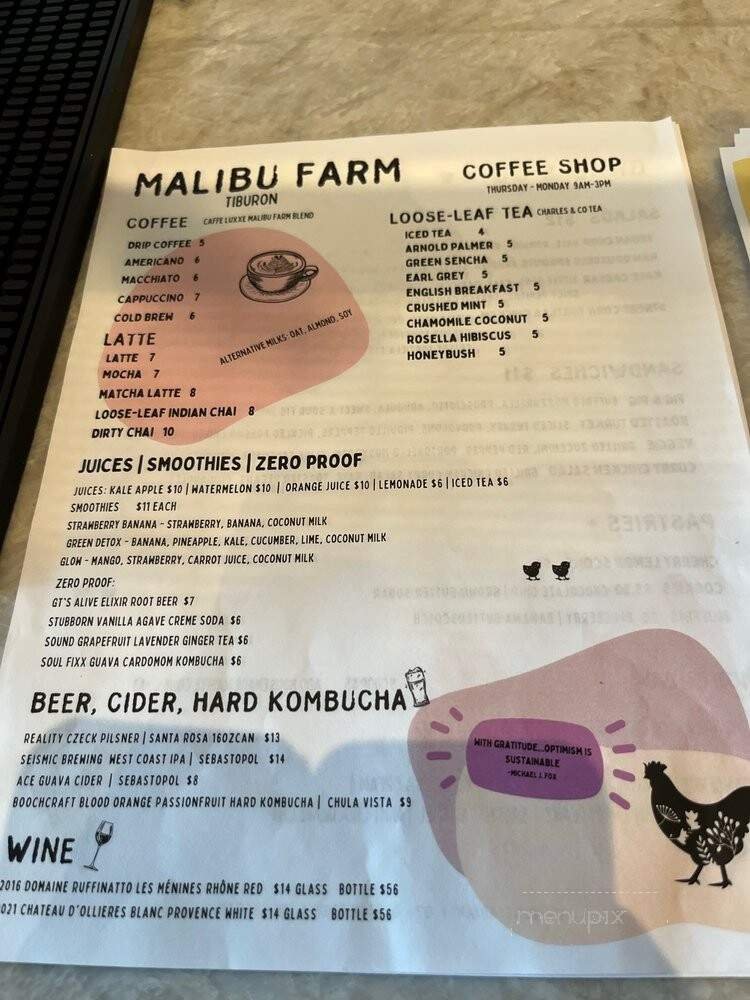 MALIBU FARM
TIBURON
COFFEE SHOP
THURSDAY - MONDAY 9AM-3PM
COFFEE CAFFE LUXXE MALIBU FARM BLEND
DRIP COFFEE 5
AMERICANO 6
MACCHIATO 6
CAPPUCCINO 7
COLD BREW 6
ALTERNATIVE MILKS: OAT, ALMOND, SOY
LATTE
LATTE 7
MOCHA 7
MATCHA LATTE 8
LOOSE-LEAF INDIAN CHAI 8
DIRTY CHAI 10
LOOSE-LEAF TEA CHARLES & CO TEA
ICED TEA 4
ARNOLD PALMER 5
GREEN SENCHA 5
EARL GREY 5
ENGLISH BREAKFAST 5
CRUSHED MINT 5
CHAMOMILE COCONUT 5
ROSELLA HIBISCUS 5
HONEYBUSH 5
JUICES | SMOOTHIES | ZERO PROOF
JUICES: KALE APPLE $10 | WATERMELON $10 | ORANGE JUICE $10 | LEMONADE $6 | ICED TEA $6
SMOOTHIES $11 EACH
STRAWBERRY BANANA - STRAWBERRY, BANANA, COCONUT MILK
GREEN DETOX - BANANA, PINEAPPLE, KALE, CUCUMBER, LIME, COCONUT MILK
GLOW - MANGO, STRAWBERRY, CARROT JUICE, COCONUT MILK
ZERO PROOF:
GT'S ALIVE ELIXIR ROOT BEER $7
STUBBORN VANILLA AGAVE CREME SODA $6
SOUND GRAPEFRUIT LAVENDER GINGER TEA $6
SOUL FIXX GUAVA CARDOMOM KOMBUCHA $6
BEER, CIDER, HARD KOMBUCHA
REALITY CZECK PILSNER | SANTA ROSA 16OZCAN $13
SEISMIC BREWING WEST COAST IPA | SEBASTOPOL $14
ACE GUAVA CIDER | SEBASTOPOL $8
BOOCHCRAFT BLOOD ORANGE PASSIONFRUIT HARD KOMBUCHA | CHULA VISTA $9
WITH GRATITUDE...OPTIMISM IS
SUSTAINABLE
-MICHAEL J. FOX
WINE
2016 DOMAINE RUFFINATTO LES MÉNINES RHÔNE RED $14 GLASS BOTTLE $56
021 CHATEAU D'OLLIERES BLANC PROVENCE WHITE $14 GLASS BOTTLE $56
menupix